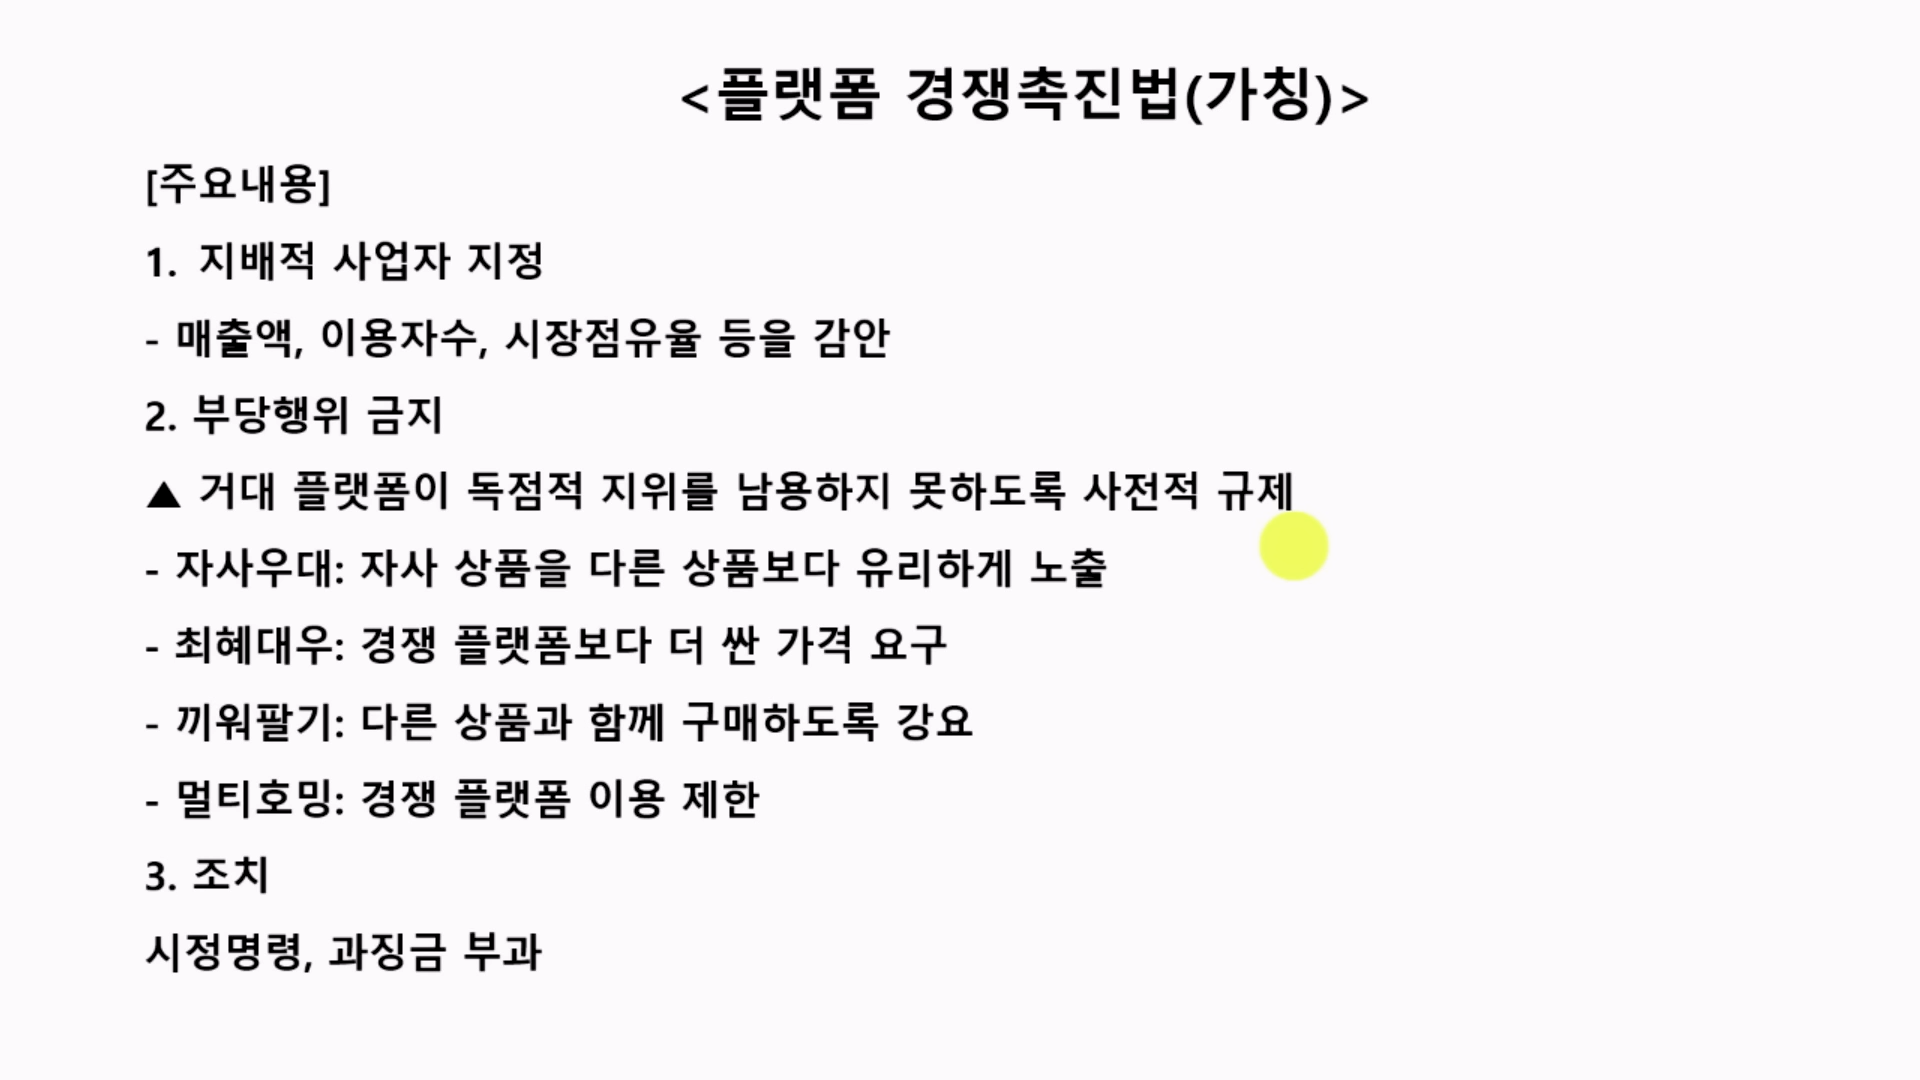 <플랫폼 경쟁촉진법(가칭)>
[주요내용]
1. 지배적 사업자 지정
- 매출액, 이용자수, 시장점유율 등을 감안
2. 부당행위 금지
▲ 거대 플랫폼이 독점적 지위를 남용하지 못하도록 사전적 규제
- 자사우대: 자사 상품을 다른 상품보다 유리하게 노출
- 최혜대우: 경쟁 플랫폼보다 더 싼 가격 요구
- 끼워팔기: 다른 상품과 함께 구매하도록 강요
- 멀티호밍: 경쟁 플랫폼 이용 제한
3. 조치
시정명령, 과징금 부과